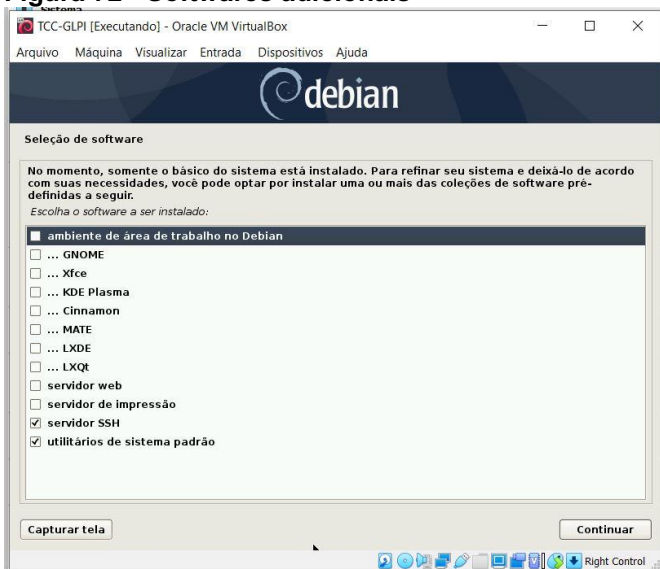 Sistema
TCC-GLPI [Executando] - Oracle VM VirtualBox
Arquivo Máquina Visualizar Entrada Dispositivos Ajuda
debian
Seleção de software
No momento, somente o básico do sistema está instalado. Para refinar seu sistema e deixá-lo de acordo
com suas necessidades, você pode optar por instalar uma ou mais das coleções de software pré-
definidas a seguir.
Escolha o software a ser instalado:
ambiente de área de trabalho no Debian
... GNOME
... Xfce
... KDE Plasma
... Cinnamon
... MATE
... LXDE
... LXQt
servidor web
servidor de impressão
servidor SSH
utilitários de sistema padrão
Capturar tela Continuar
Right Control